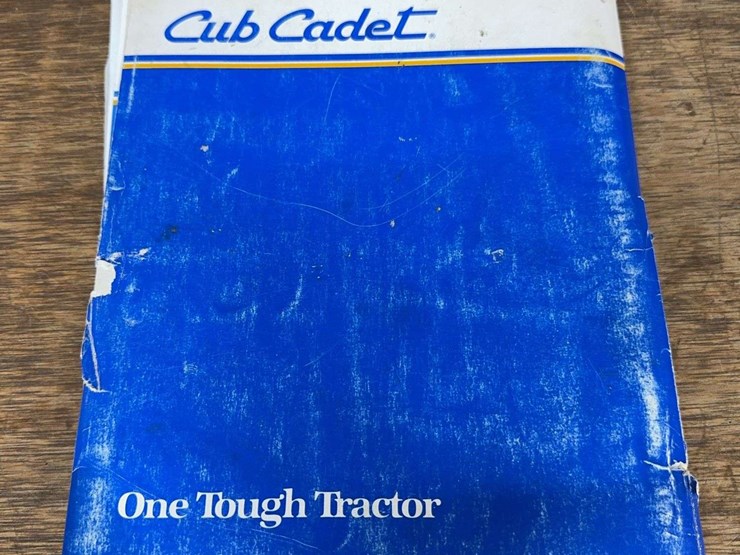 Cub Cadet
One Tough Tractor